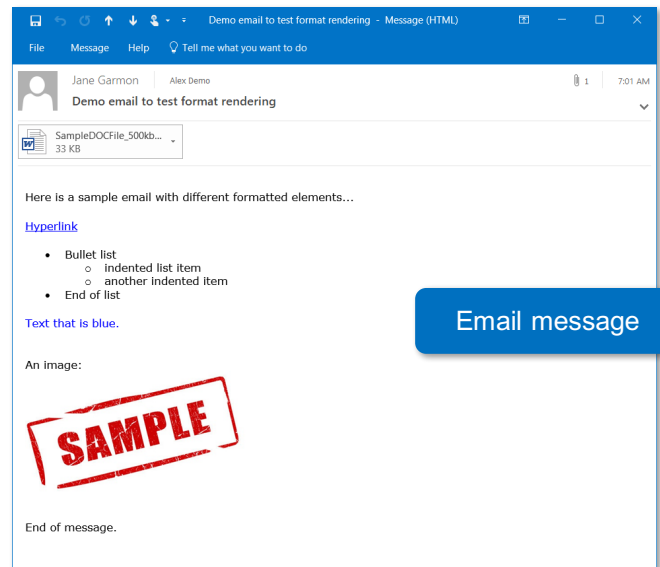 Demo email to test format rendering - Message (HTML)
File Message Help Tell me what you want to do
Jane Garmon Alex Demo 1 7:01 AM
Demo email to test format rendering
SampleDOCFile_500kb...
33 KB
Here is a sample email with different formatted elements...
Hyperlink
• Bullet list
o indented list item
o another indented item
• End of list
Text that is blue.
Email message
An image:
SAMPLE
End of message.